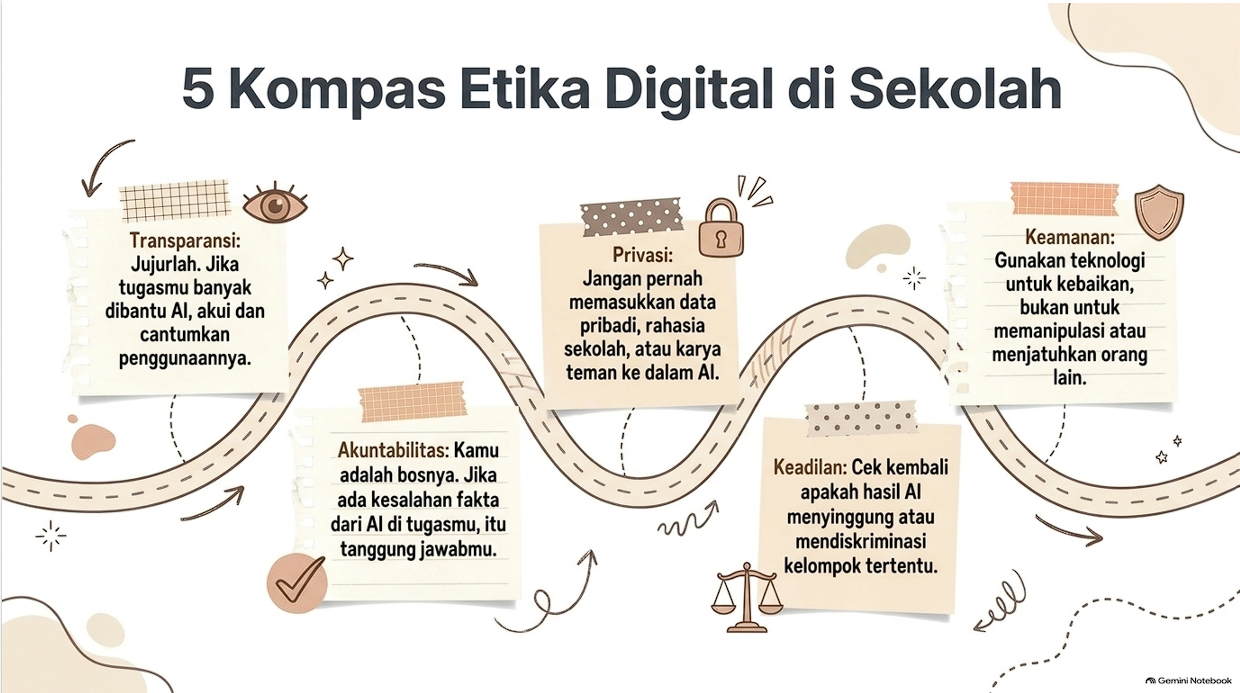 5 Kompas Etika Digital di Sekolah
Transparansi:
Jujurlah. Jika
tugasmu banyak
dibantu AI, akui dan
cantumkan
penggunaannya.
Akuntabilitas: Kamu
adalah bosnya. Jika
ada kesalahan fakta
dari AI di tugasmu, itu
tanggung jawabmu.
Privasi:
Jangan pernah
memasukkan data
pribadi, rahasia
sekolah, atau karya
teman ke dalam AI.
Keadilan: Cek kembali
apakah hasil AI
menyinggung atau
mendiskriminasi
kelompok tertentu.
Keamanan:
Gunakan teknologi
untuk kebaikan,
bukan untuk
memanipulasi atau
menjatuhkan orang
lain.
Gemini Notebook